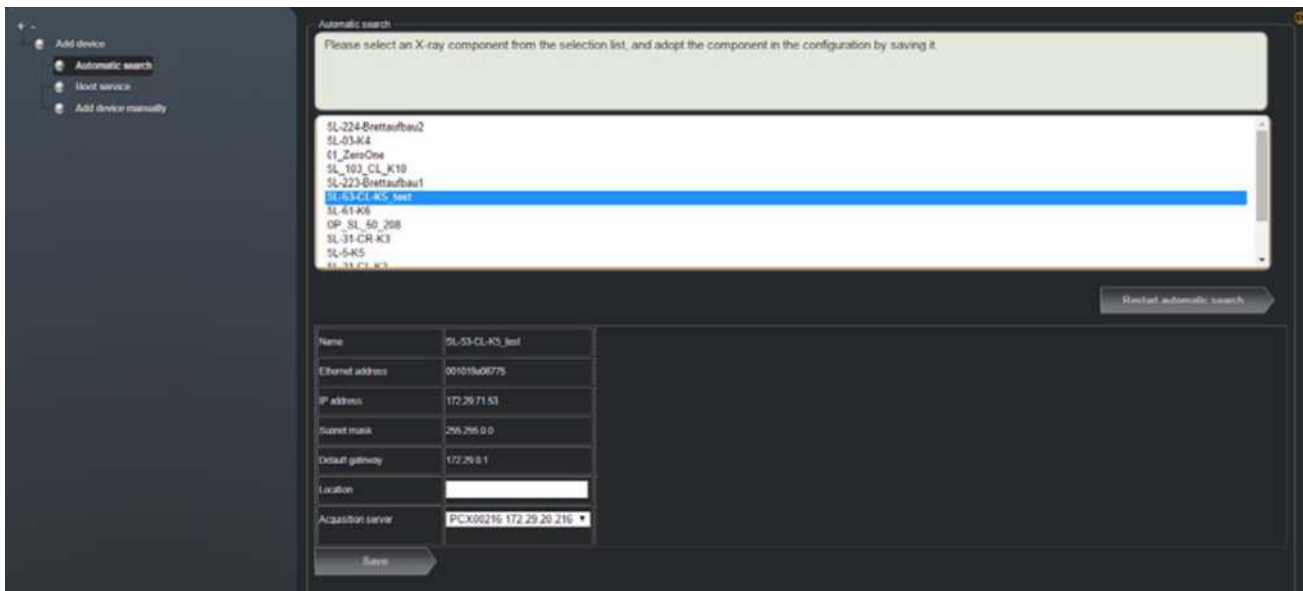 + -
Add device
Automatic search
Boot service
Add device manually
Automatic search
Please select an X-ray component from the selection list, and adopt the component in the configuration by saving it.
SL-224-Brettaufbau2
SL-03-K4
01_ZeroOne
SL_103_CL_K10
SL-223-Brettaufbau1
SL-53-CL-K5_test
SL-61-K6
OP_SL_60_208
SL-31-CR-K3
SL-5-K5
Restart automatic search
Name SL-53-CL-K5_test
Ethernet address
IP address 172.29.71.53
Subnet mask 255.255.0.0
Default gateway 172.29.0.1
Location
Acquisition server PCX00216 172.29.20.216
Save